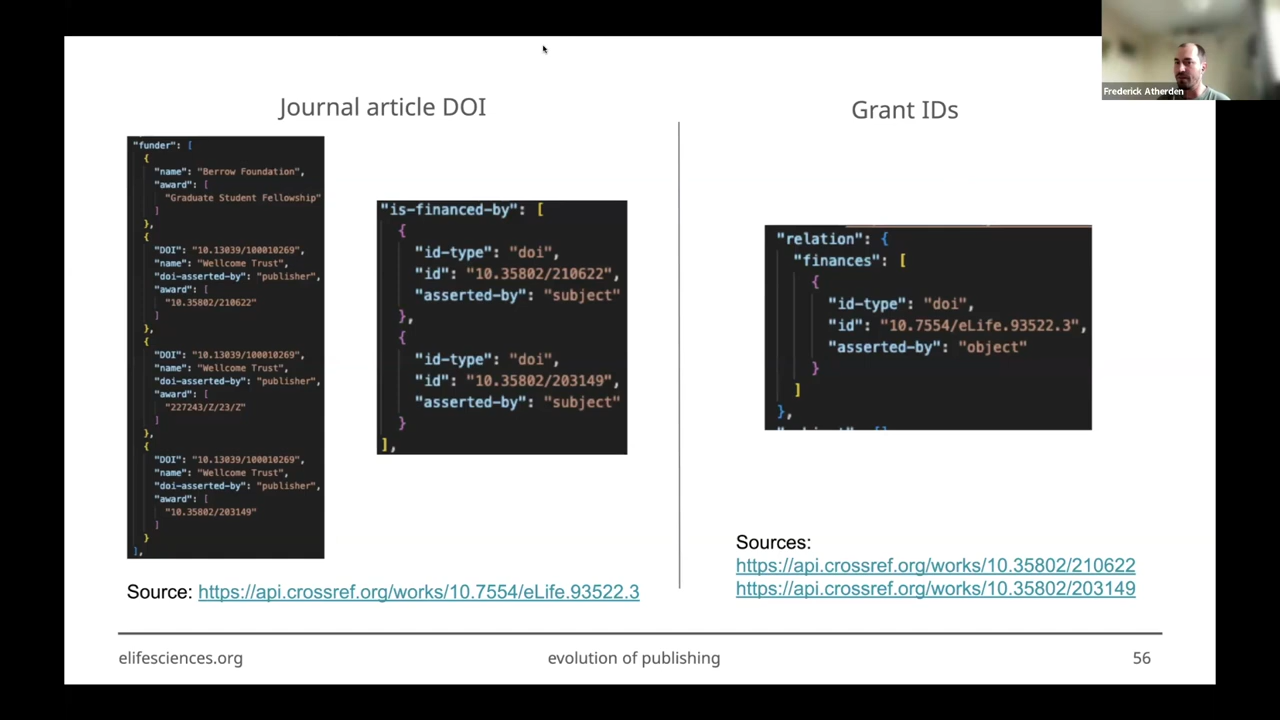 Frederick Atherden
Journal article DOI
"funder": [
{
"name": "Berrow Foundation",
"award": [
"Graduate Student Fellowship"
]
},
{
"DOI": "10.13039/100010269",
"name": "Wellcome Trust",
"doi-asserted-by": "publisher",
"award": [
"10.35802/210622"
]
},
{
"DOI": "10.13039/100010269",
"name": "Wellcome Trust",
"doi-asserted-by": "publisher",
"award": [
"227243/Z/23/Z"
]
},
{
"DOI": "10.13039/100010269",
"name": "Wellcome Trust",
"doi-asserted-by": "publisher",
"award": [
"10.35802/203149"
]
}
],
"is-financed-by": [
{
"id-type": "doi",
"id": "10.35802/210622",
"asserted-by": "subject"
},
{
"id-type": "doi",
"id": "10.35802/203149",
"asserted-by": "subject"
}
],
Source: https://api.crossref.org/works/10.7554/eLife.93522.3
Grant IDs
"relation": {
"finances": [
{
"id-type": "doi",
"id": "10.7554/eLife.93522.3",
"asserted-by": "object"
}
]
},
Sources:
https://api.crossref.org/works/10.35802/210622
https://api.crossref.org/works/10.35802/203149
elifesciences.org
evolution of publishing
56